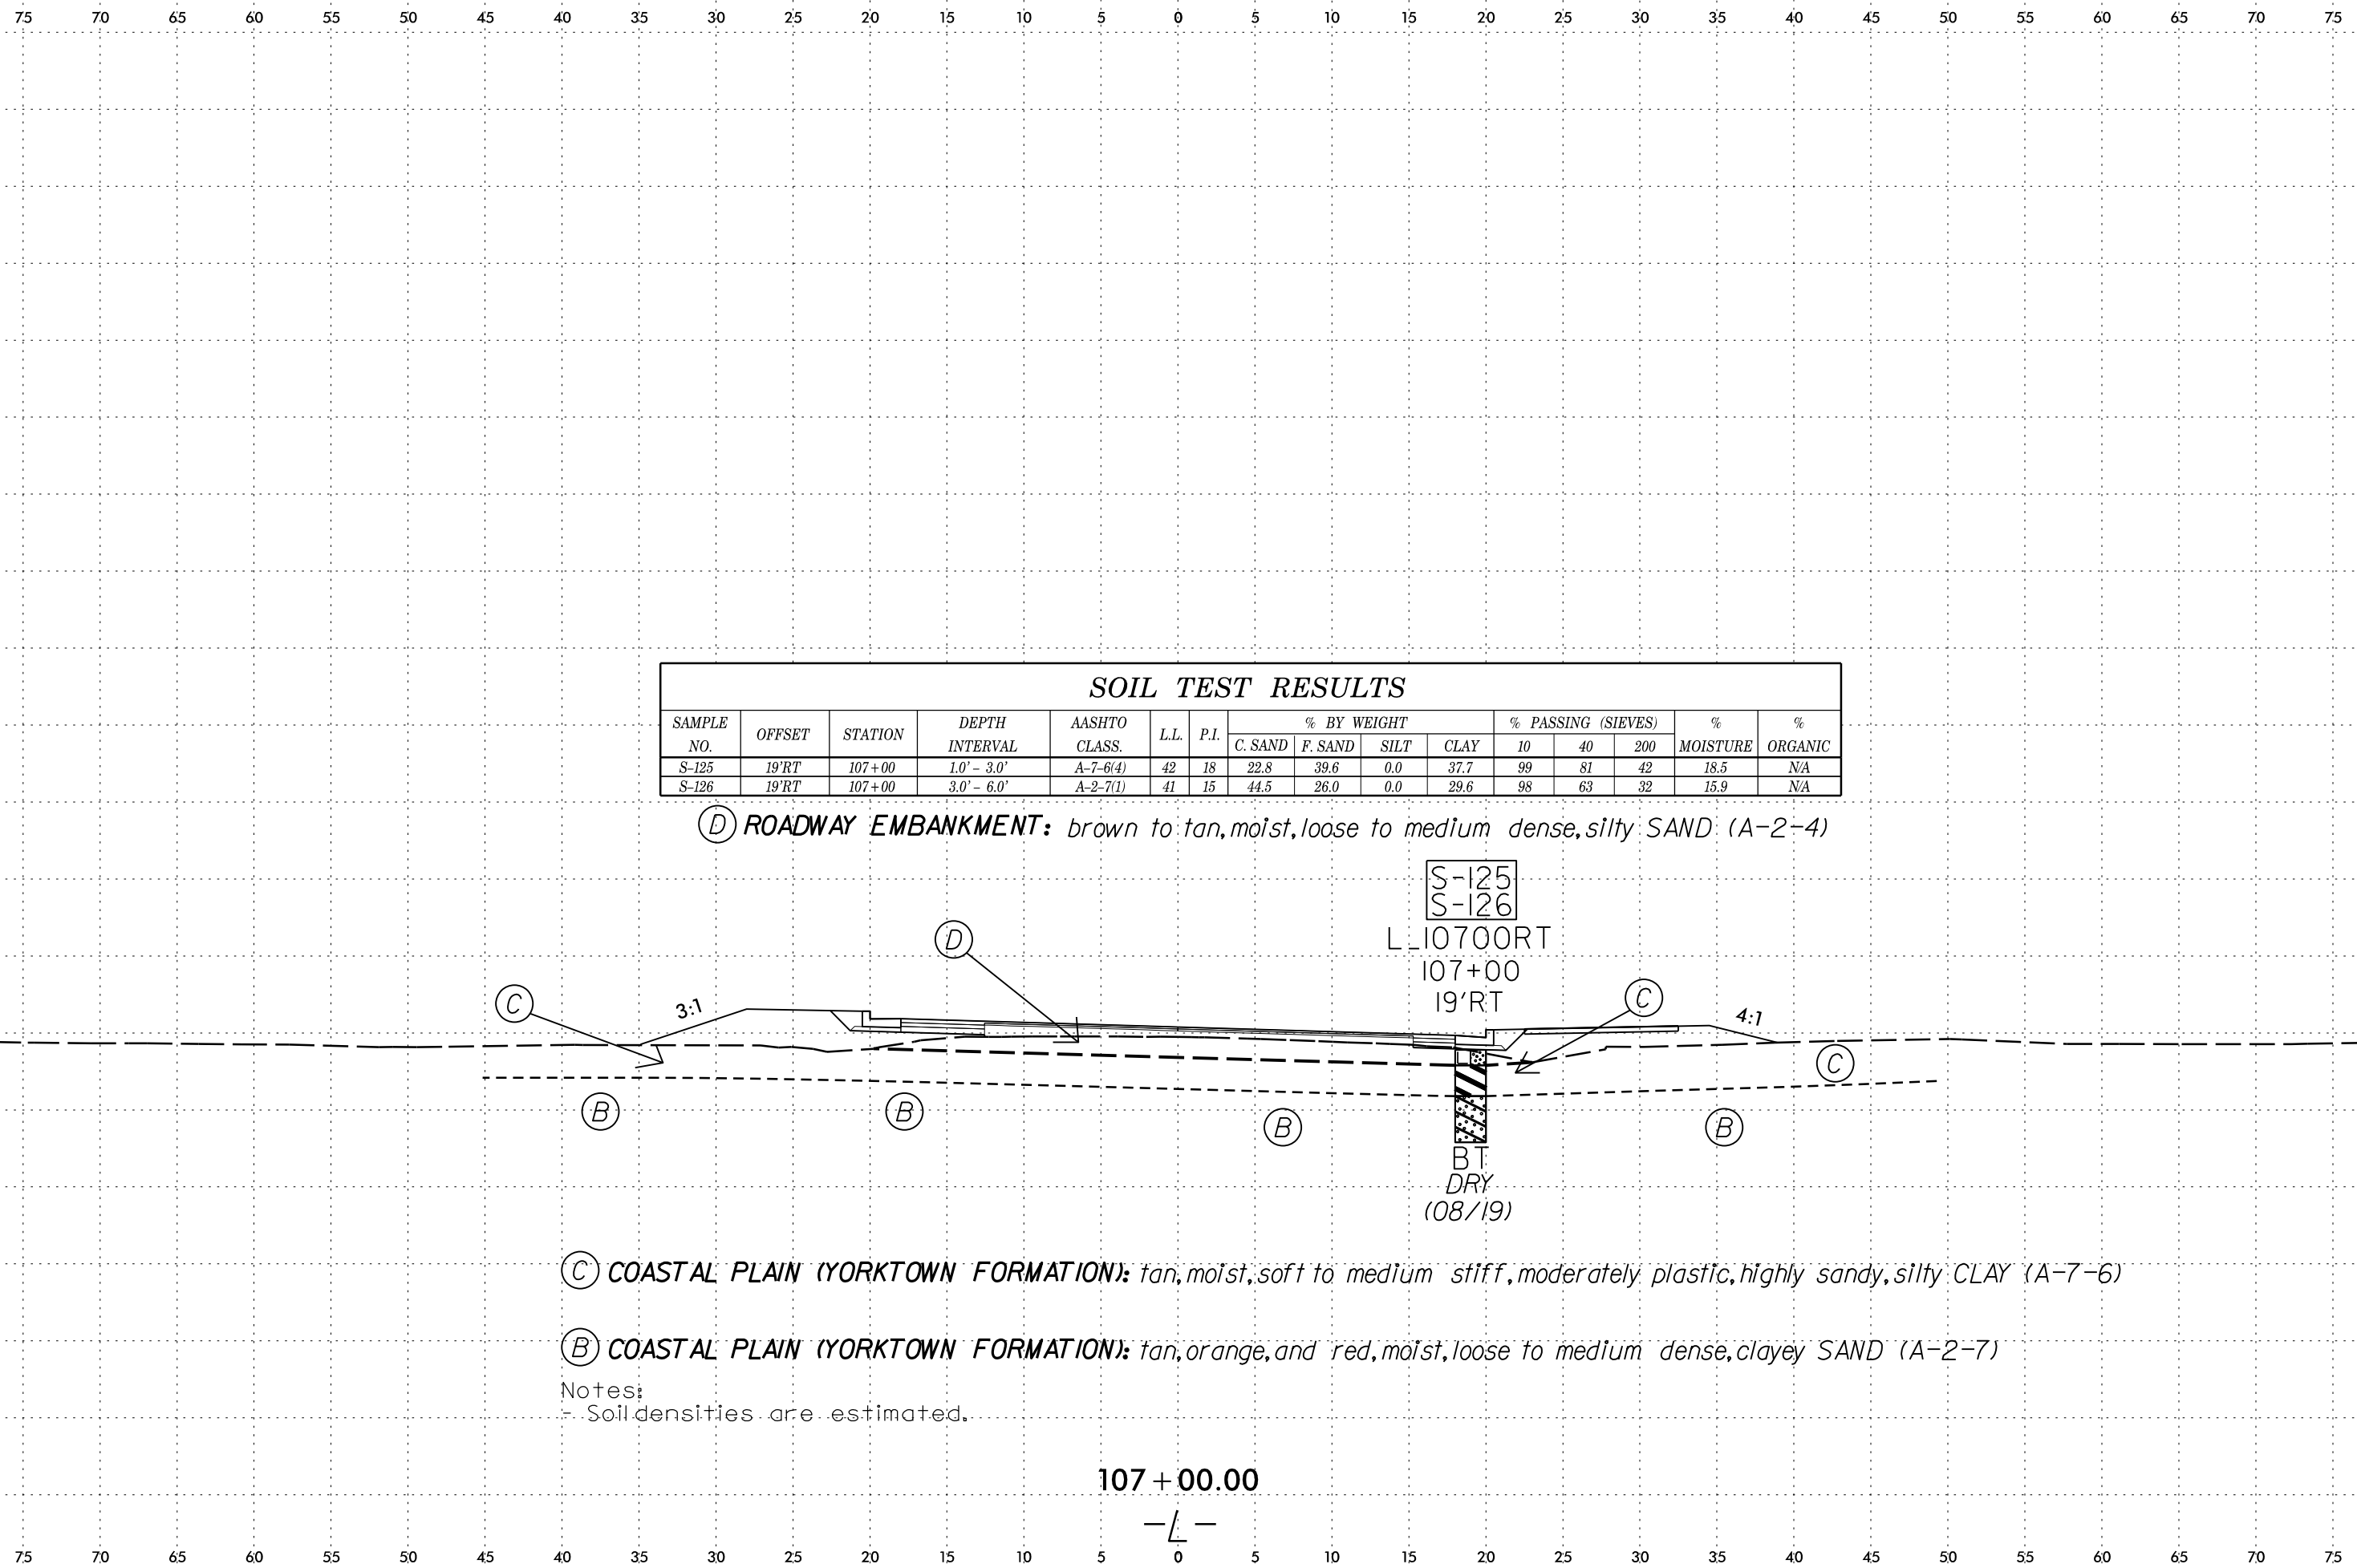 75 70 65 60 55 50 45 40 35 30 25 20 15 10 5 0 5 10 15 20 25 30 35 40 45 50 55 60 65 70 75
SOIL TEST RESULTS
SAMPLE NO. OFFSET STATION DEPTH INTERVAL AASHTO CLASS. L.L. P.I. % BY WEIGHT % PASSING (SIEVES) % MOISTURE % ORGANIC
C. SAND F. SAND SILT CLAY 10 40 200
S-125 19'RT 107+00 1.0' - 3.0' A-7-6(4) 42 18 22.8 39.6 0.0 37.7 99 81 42 18.5 N/A
S-126 19'RT 107+00 3.0' - 6.0' A-2-7(1) 41 15 44.5 26.0 0.0 29.6 98 63 32 15.9 N/A
D ROADWAY EMBANKMENT: brown to tan, moist, loose to medium dense, silty SAND (A-2-4)
S-125
S-126
L_10700RT
107+00
19'RT
D
C
C
3:1
4:1
C
B
B
B
B
L
BT
DRY
(08/19)
C COASTAL PLAIN (YORKTOWN FORMATION): tan, moist, soft to medium stiff, moderately plastic, highly sandy, silty CLAY (A-7-6)
B COASTAL PLAIN (YORKTOWN FORMATION): tan, orange, and red, moist, loose to medium dense, clayey SAND (A-2-7)
Notes:
- Soil densities are estimated.
107+00.00
-L-
75 70 65 60 55 50 45 40 35 30 25 20 15 10 5 0 5 10 15 20 25 30 35 40 45 50 55 60 65 70 75